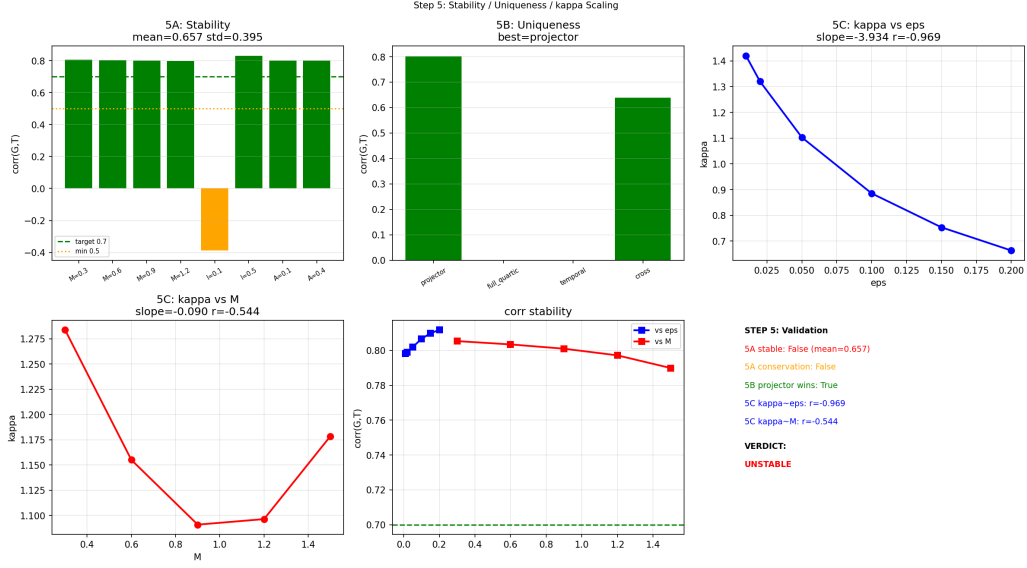 Step 5: Stability / Uniqueness / kappa Scaling
5A: Stability
mean=0.657 std=0.395
corr(G,T)
0.8
0.6
0.4
0.2
0.0
−0.2
−0.4
target 0.7
min 0.5
M=0.3
M=0.6
M=0.9
M=1.2
l=0.1
l=0.5
A=0.1
A=0.4
5B: Uniqueness
best=projector
corr(G,T)
0.8
0.7
0.6
0.5
0.4
0.3
0.2
0.1
0.0
projector
full_quartic
temporal
cross
5C: kappa vs eps
slope=-3.934 r=-0.969
kappa
1.4
1.3
1.2
1.1
1.0
0.9
0.8
0.7
0.025
0.050
0.075
0.100
0.125
0.150
0.175
0.200
eps
5C: kappa vs M
slope=-0.090 r=-0.544
kappa
1.275
1.250
1.225
1.200
1.175
1.150
1.125
1.100
0.4
0.6
0.8
1.0
1.2
1.4
M
corr stability
corr(G,T)
0.80
0.78
0.76
0.74
0.72
0.70
vs eps
vs M
0.0
0.2
0.4
0.6
0.8
1.0
1.2
1.4
STEP 5: Validation
5A stable: False (mean=0.657)
5A conservation: False
5B projector wins: True
5C kappa~eps: r=-0.969
5C kappa~M: r=-0.544
VERDICT:
UNSTABLE